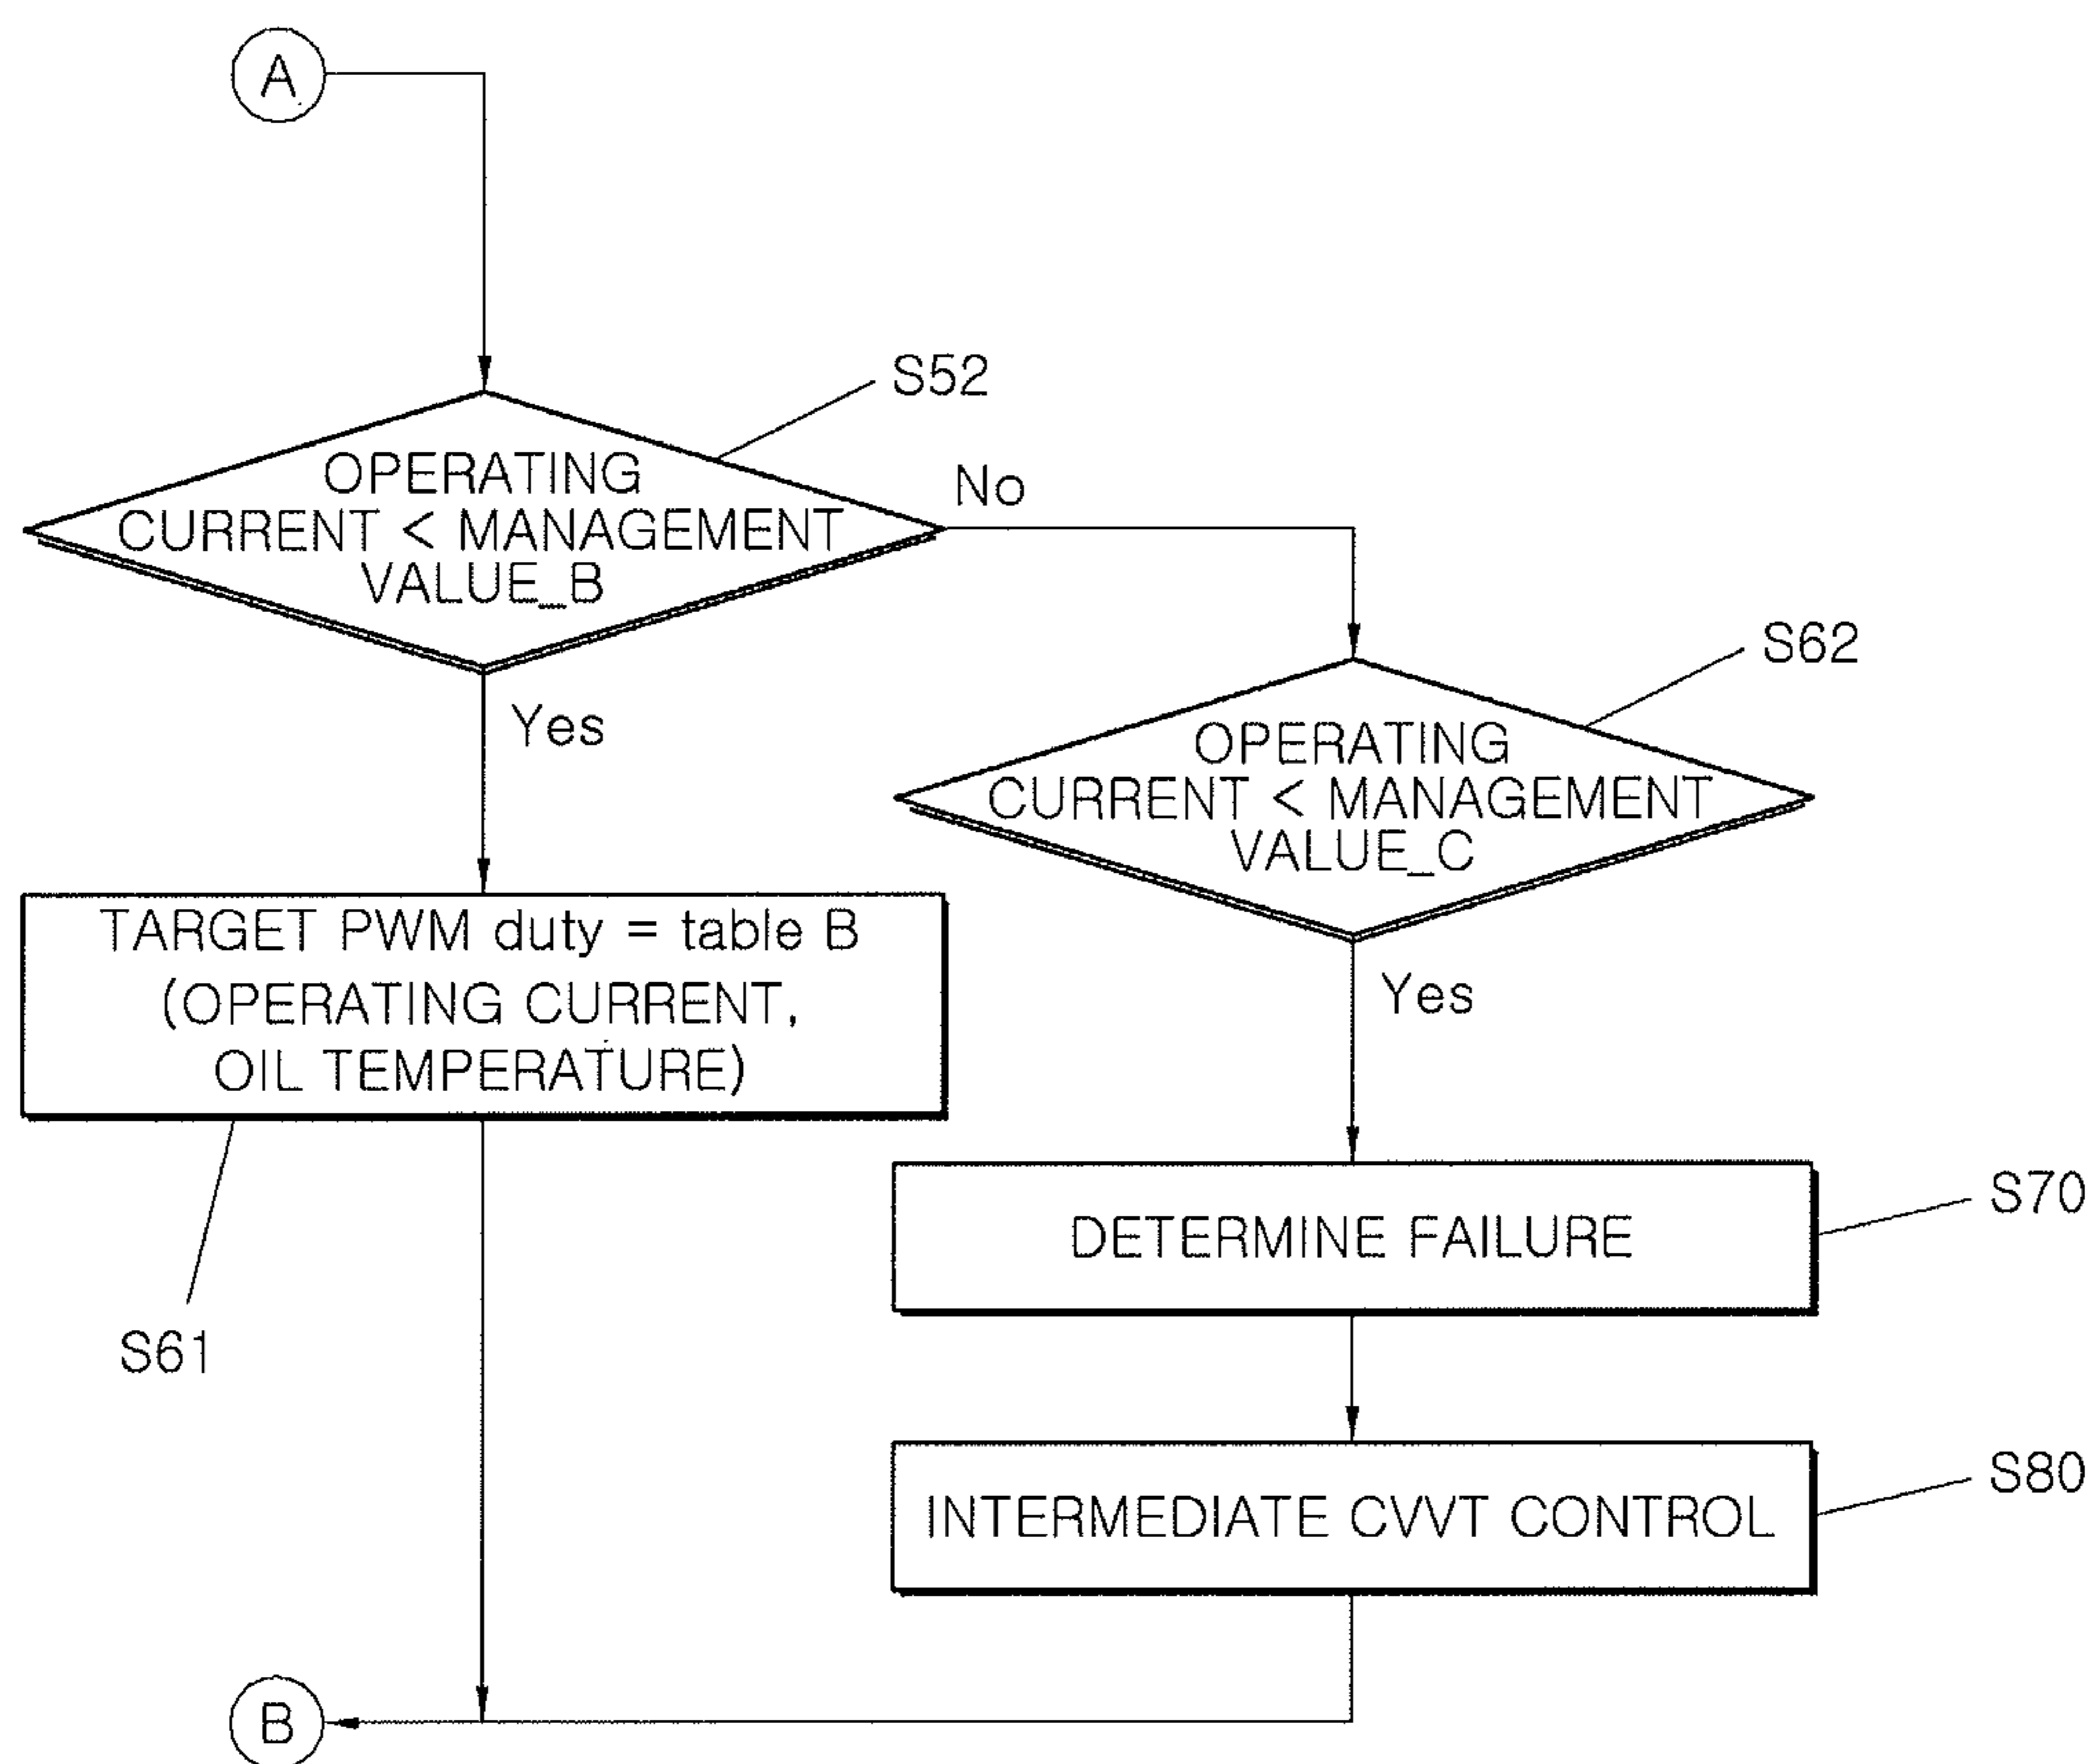 A
S52
OPERATING
CURRENT < MANAGEMENT
VALUE_B
No
Yes
S62
OPERATING
CURRENT < MANAGEMENT
VALUE_C
Yes
TARGET PWM duty = table B
(OPERATING CURRENT,
OIL TEMPERATURE)
S61
DETERMINE FAILURE
S70
INTERMEDIATE CVVT CONTROL
S80
B